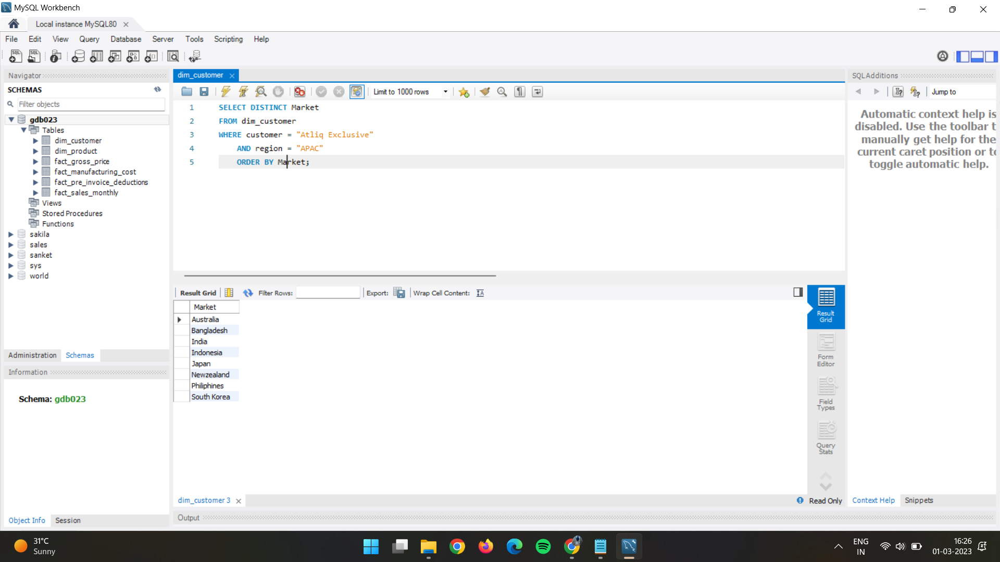 MySQL Workbench
Local instance MySQL80
File Edit View Query Database Server Tools Scripting Help
Navigator
SCHEMAS
Filter objects
gdb023
Tables
dim_customer
dim_product
fact_gross_price
fact_manufacturing_cost
fact_pre_invoice_deductions
fact_sales_monthly
Views
Stored Procedures
Functions
sakila
sales
sanket
sys
world
Administration Schemas
Information
Schema: gdb023
Object Info Session
dim_customer
Limit to 1000 rows
1 SELECT DISTINCT Market
2 FROM dim_customer
3 WHERE customer = "Atliq Exclusive"
4 AND region = "APAC"
5 ORDER BY Market;
Result Grid Filter Rows: Export: Wrap Cell Content:
Market
Australia
Bangladesh
India
Indonesia
Japan
Newzealand
Philiphines
South Korea
Result
Grid
Form
Editor
Field
Types
Query
Stats
dim_customer 3
Read Only
Output
SQLAdditions
Jump to
Automatic context help is
disabled. Use the toolbar t
manually get help for the
current caret position or to
toggle automatic help.
Context Help Snippets
31°C
Sunny
ENG
IN
16:26
01-03-2023